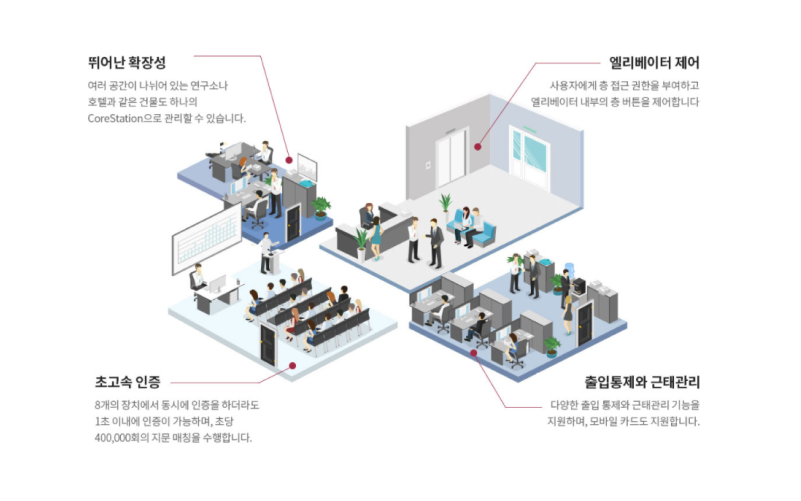 뛰어난 확장성
여러 공간이 나뉘어 있는 연구소나
호텔과 같은 건물도 하나의
CoreStation으로 관리할 수 있습니다.
엘리베이터 제어
사용자에게 층 접근 권한을 부여하고
엘리베이터 내부의 층 버튼을 제어합니다
초고속 인증
8개의 장치에서 동시에 인증을 하더라도
1초 이내에 인증이 가능하며, 초당
400,000회의 지문 매칭을 수행합니다.
출입통제와 근태관리
다양한 출입 통제와 근태관리 기능을
지원하며, 모바일 카드도 지원합니다.